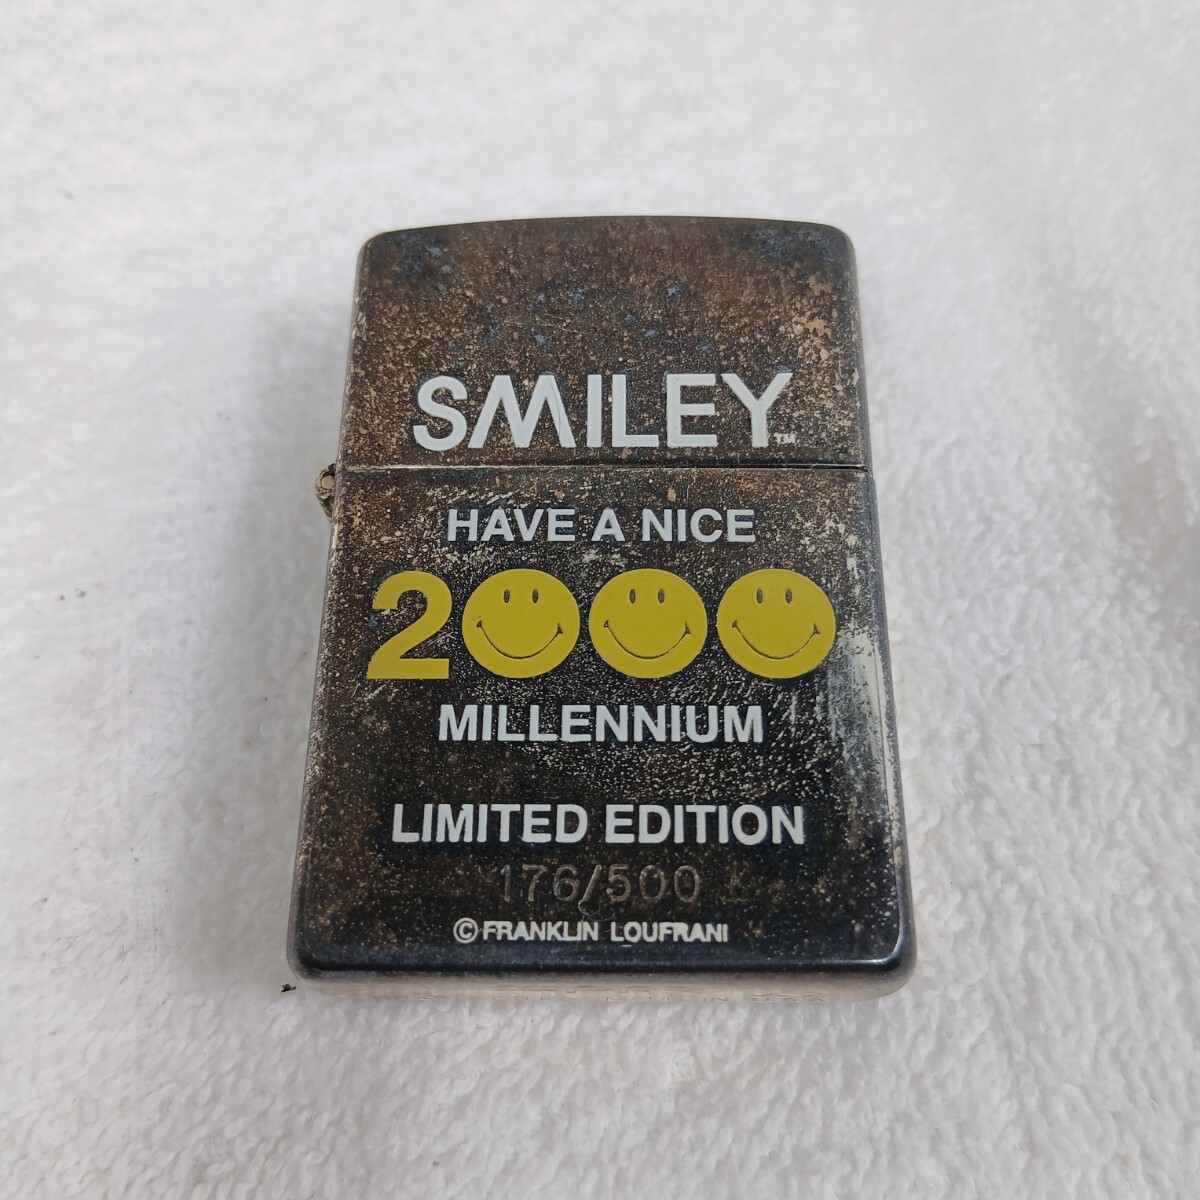 SMILEY™
HAVE A NICE
2000
MILLENNIUM
LIMITED EDITION
176/500
© FRANKLIN LOUFRANI